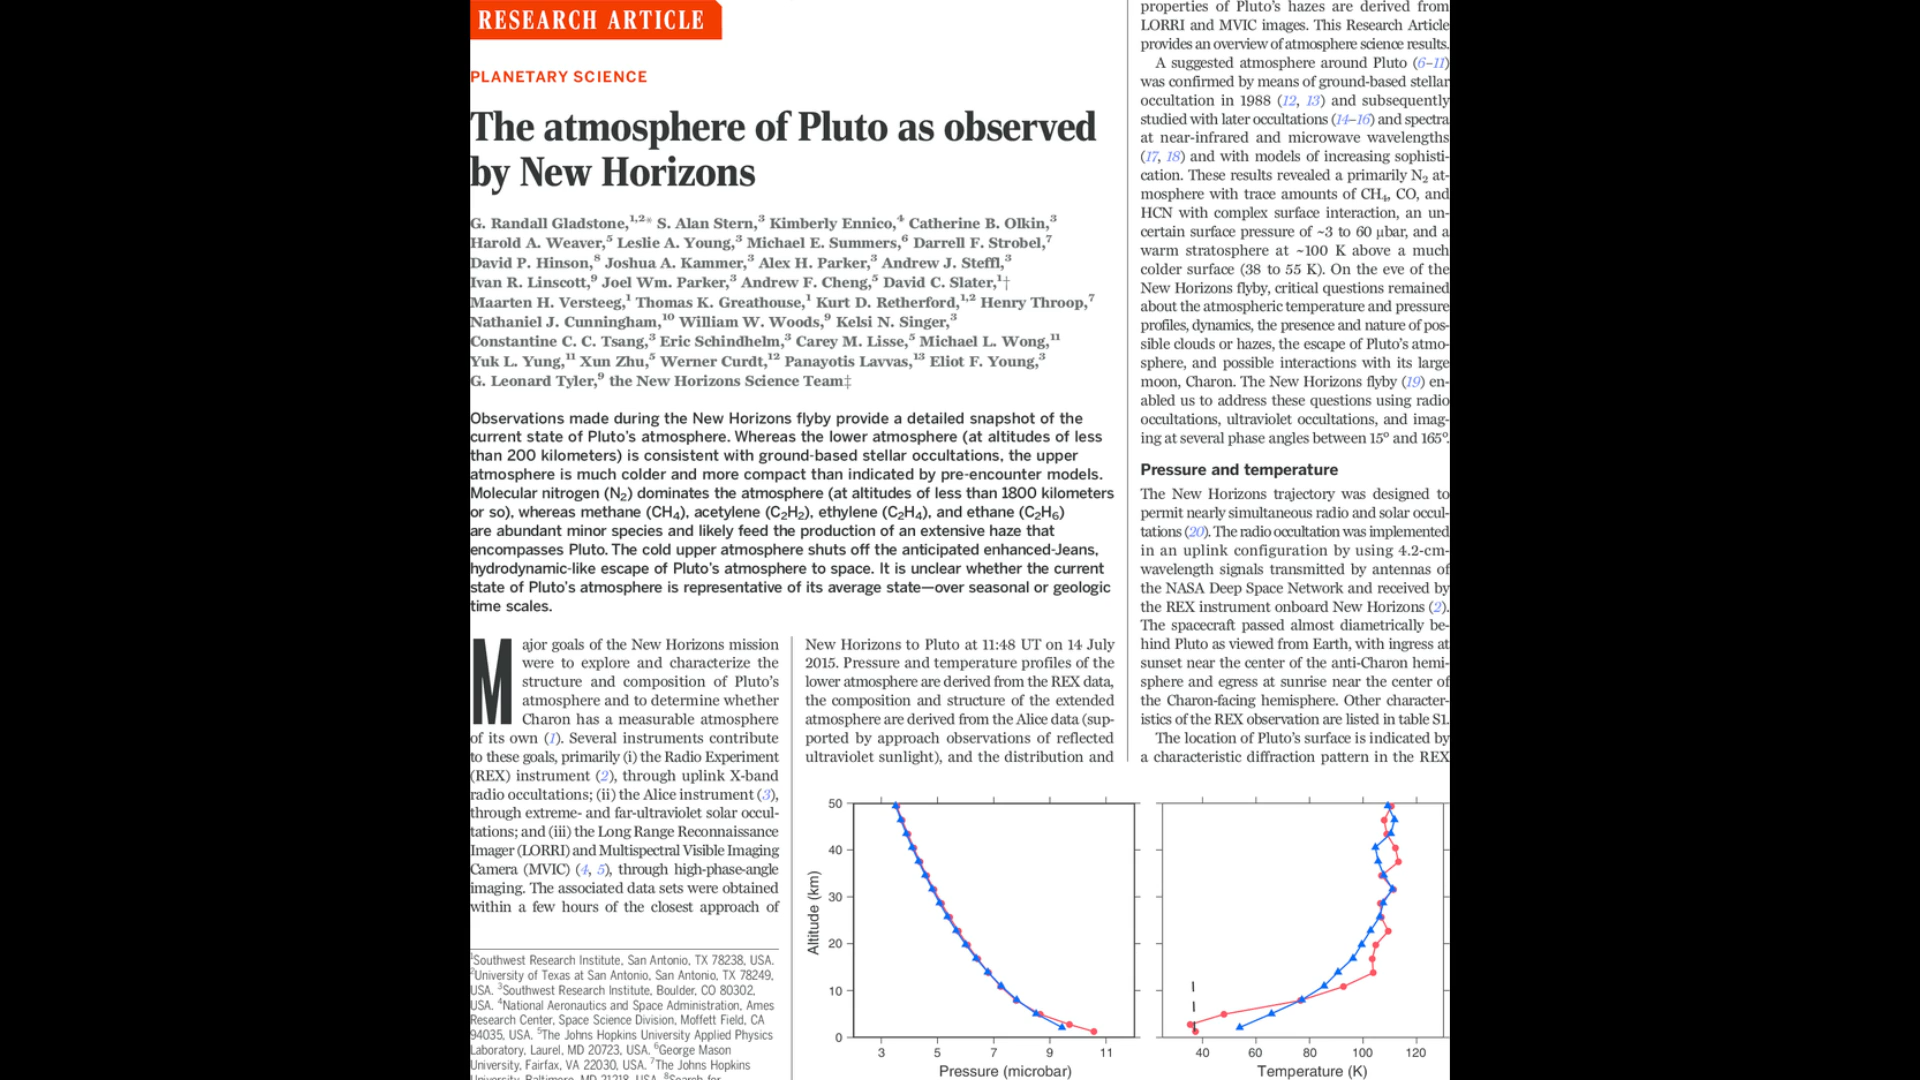 RESEARCH ARTICLE
PLANETARY SCIENCE
The atmosphere of Pluto as observed
by New Horizons
G. Randall Gladstone,1,2* S. Alan Stern,3 Kimberly Ennico,4 Catherine B. Olkin,3
Harold A. Weaver,5 Leslie A. Young,3 Michael E. Summers,6 Darrell F. Strobel,7
David P. Hinson,8 Joshua A. Kammer,3 Alex H. Parker,3 Andrew J. Steffl,3
Ivan R. Linscott,9 Joel Wm. Parker,3 Andrew F. Cheng,5 David C. Slater,1†
Maarten H. Versteeg,1 Thomas K. Greathouse,1 Kurt D. Retherford,1,2 Henry Throop,7
Nathaniel J. Cunningham,10 William W. Woods,9 Kelsi N. Singer,3
Constantine C. C. Tsang,3 Eric Schindhelm,3 Carey M. Lisse,5 Michael L. Wong,11
Yuk L. Yung,11 Xun Zhu,5 Werner Curdt,12 Panayotis Lavvas,13 Eliot F. Young,3
G. Leonard Tyler,9 the New Horizons Science Team‡
Observations made during the New Horizons flyby provide a detailed snapshot of the
current state of Pluto's atmosphere. Whereas the lower atmosphere (at altitudes of less
than 200 kilometers) is consistent with ground-based stellar occultations, the upper
atmosphere is much colder and more compact than indicated by pre-encounter models.
Molecular nitrogen (N2) dominates the atmosphere (at altitudes of less than 1800 kilometers
or so), whereas methane (CH4), acetylene (C2H2), ethylene (C2H4), and ethane (C2H6)
are abundant minor species and likely feed the production of an extensive haze that
encompasses Pluto. The cold upper atmosphere shuts off the anticipated enhanced-Jeans,
hydrodynamic-like escape of Pluto's atmosphere to space. It is unclear whether the current
state of Pluto's atmosphere is representative of its average state—over seasonal or geologic
time scales.
Major goals of the New Horizons mission
were to explore and characterize the
structure and composition of Pluto's
atmosphere and to determine whether
Charon has a measurable atmosphere
of its own (1). Several instruments contribute
to these goals, primarily (i) the Radio Experiment
(REX) instrument (2), through uplink X-band
radio occultations; (ii) the Alice instrument (3),
through extreme- and far-ultraviolet solar occul-
tations; and (iii) the Long Range Reconnaissance
Imager (LORRI) and Multispectral Visible Imaging
Camera (MVIC) (4, 5), through high-phase-angle
imaging. The associated data sets were obtained
within a few hours of the closest approach of
1Southwest Research Institute, San Antonio, TX 78238, USA.
2University of Texas at San Antonio, San Antonio, TX 78249,
USA. 3Southwest Research Institute, Boulder, CO 80302,
USA. 4National Aeronautics and Space Administration, Ames
Research Center, Space Science Division, Moffett Field, CA
94035, USA. 5The Johns Hopkins University Applied Physics
Laboratory, Laurel, MD 20723, USA. 6George Mason
University, Fairfax, VA 22030, USA. 7The Johns Hopkins
University, Baltimore, MD 21218, USA. 8Search for
New Horizons to Pluto at 11:48 UT on 14 July
2015. Pressure and temperature profiles of the
lower atmosphere are derived from the REX data,
the composition and structure of the extended
atmosphere are derived from the Alice data (sup-
ported by approach observations of reflected
ultraviolet sunlight), and the distribution and
properties of Pluto's hazes are derived from
LORRI and MVIC images. This Research Article
provides an overview of atmosphere science results.
A suggested atmosphere around Pluto (6–11)
was confirmed by means of ground-based stellar
occultation in 1988 (12, 13) and subsequently
studied with later occultations (14–16) and spectra
at near-infrared and microwave wavelengths
(17, 18) and with models of increasing sophisti-
cation. These results revealed a primarily N2 at-
mosphere with trace amounts of CH4, CO, and
HCN with complex surface interaction, an un-
certain surface pressure of ~3 to 60 μbar, and a
warm stratosphere at ~100 K above a much
colder surface (38 to 55 K). On the eve of the
New Horizons flyby, critical questions remained
about the atmospheric temperature and pressure
profiles, dynamics, the presence and nature of pos-
sible clouds or hazes, the escape of Pluto's atmo-
sphere, and possible interactions with its large
moon, Charon. The New Horizons flyby (19) en-
abled us to address these questions using radio
occultations, ultraviolet occultations, and imag-
ing at several phase angles between 15° and 165°.
Pressure and temperature
The New Horizons trajectory was designed to
permit nearly simultaneous radio and solar occul-
tations (20). The radio occultation was implemented
in an uplink configuration by using 4.2-cm-
wavelength signals transmitted by antennas of
the NASA Deep Space Network and received by
the REX instrument onboard New Horizons (2).
The spacecraft passed almost diametrically be-
hind Pluto as viewed from Earth, with ingress at
sunset near the center of the anti-Charon hemi-
sphere and egress at sunrise near the center of
the Charon-facing hemisphere. Other character-
istics of the REX observation are listed in table S1.
The location of Pluto's surface is indicated by
a characteristic diffraction pattern in the REX
50
40
30
20
10
0
Altitude (km)
3 5 7 9 11
Pressure (microbar)
40 60 80 100 120
Temperature (K)